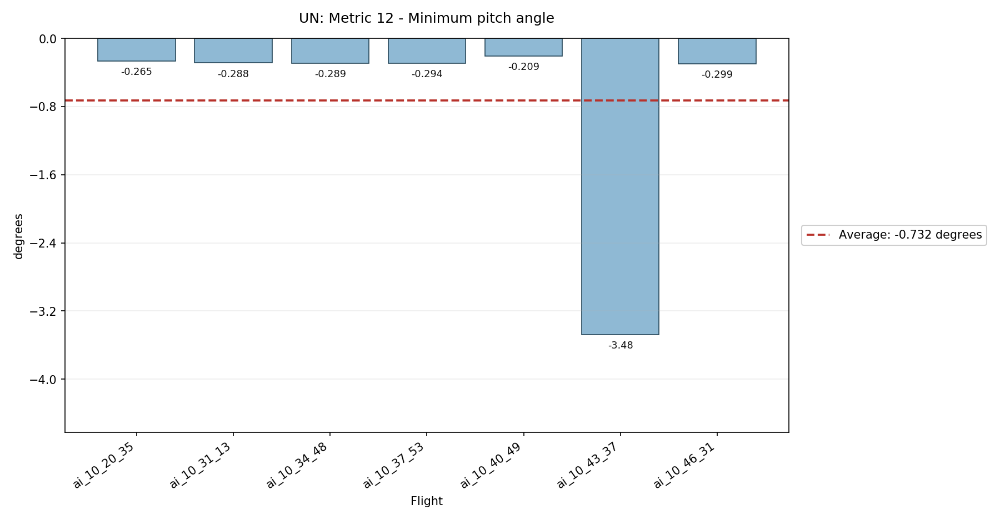 UN: Metric 12 - Minimum pitch angle
0.0
−0.8
−1.6
−2.4
−3.2
−4.0
degrees
-0.265
-0.288
-0.289
-0.294
-0.209
-3.48
-0.299
ai_10_20_35
ai_10_31_13
ai_10_34_48
ai_10_37_53
ai_10_40_49
ai_10_43_37
ai_10_46_31
Flight
Average: -0.732 degrees